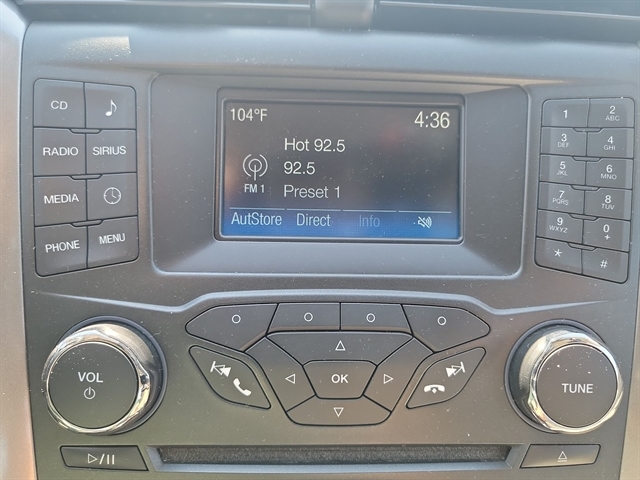 104°F 4:36
Hot 92.5
92.5
FM 1 Preset 1
AutoStore Direct Info
CD
RADIO SIRIUS
MEDIA
PHONE MENU
1 2 ABC
3 DEF 4 GHI
5 JKL 6 MNO
7 PQRS 8 TUV
9 WXYZ 0 +
* #
VOL
OK
TUNE